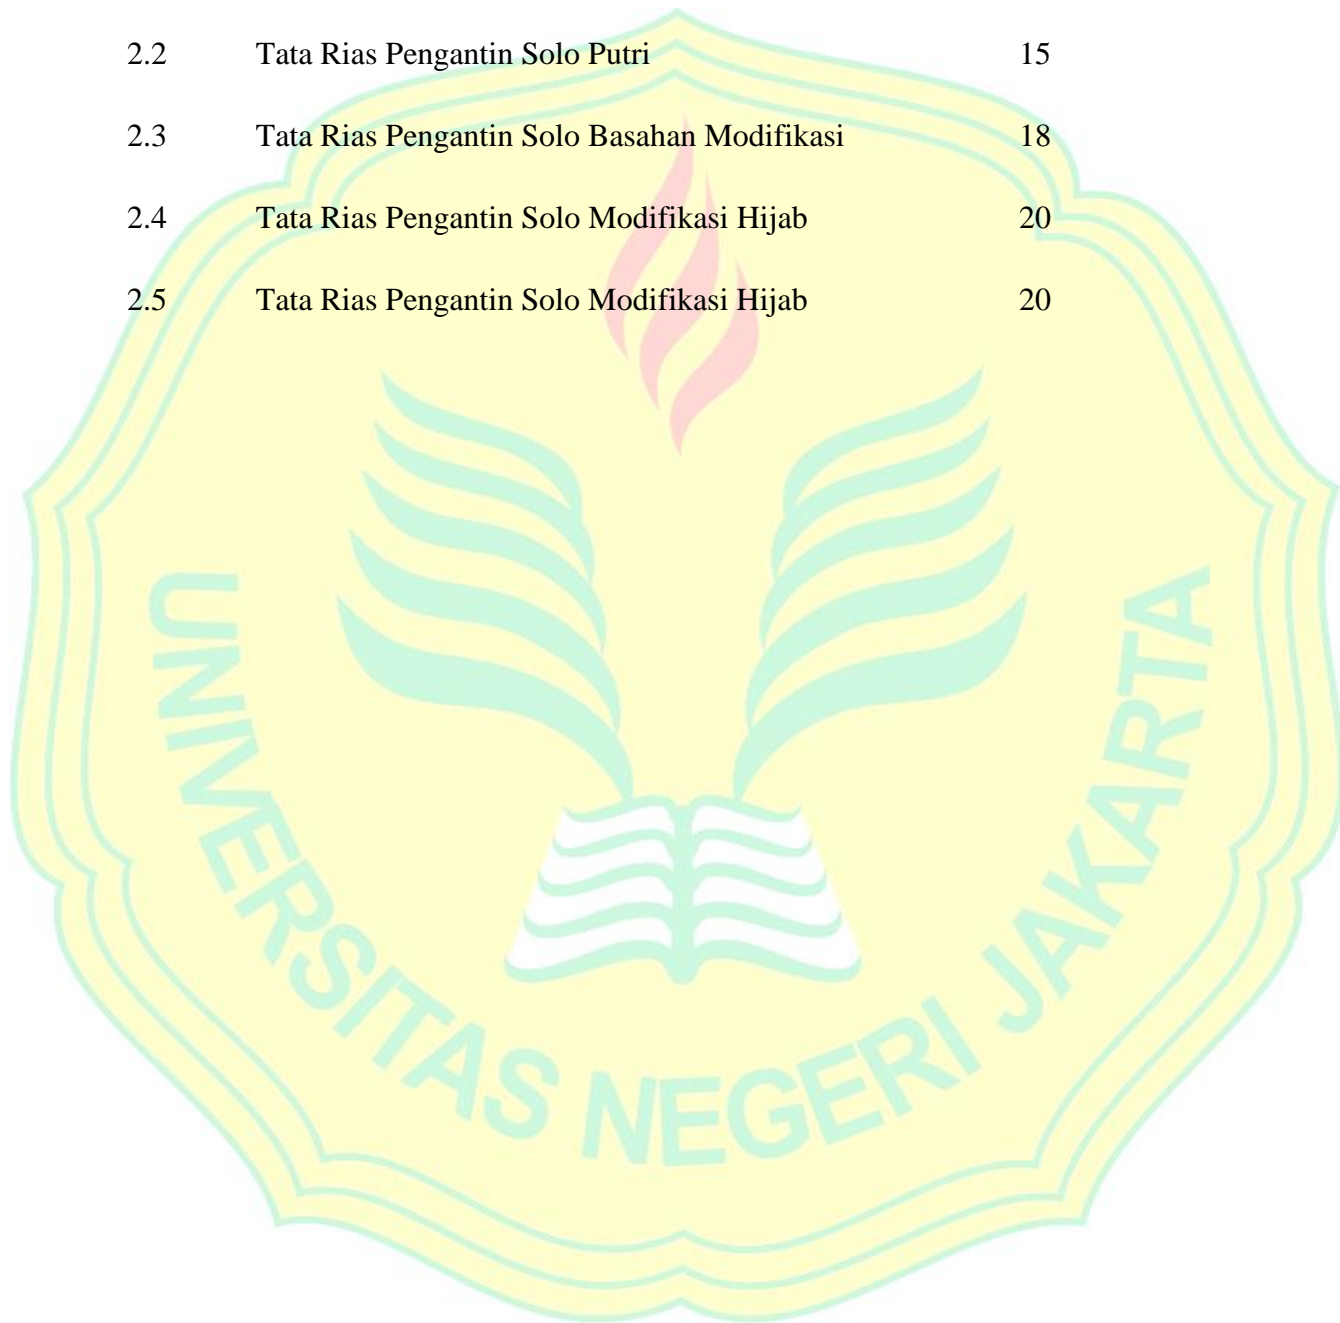 2.2 Tata Rias Pengantin Solo Putri 15
2.3 Tata Rias Pengantin Solo Basahan Modifikasi 18
2.4 Tata Rias Pengantin Solo Modifikasi Hijab 20
2.5 Tata Rias Pengantin Solo Modifikasi Hijab 20
UNIVERSITAS NEGERI JAKARTA